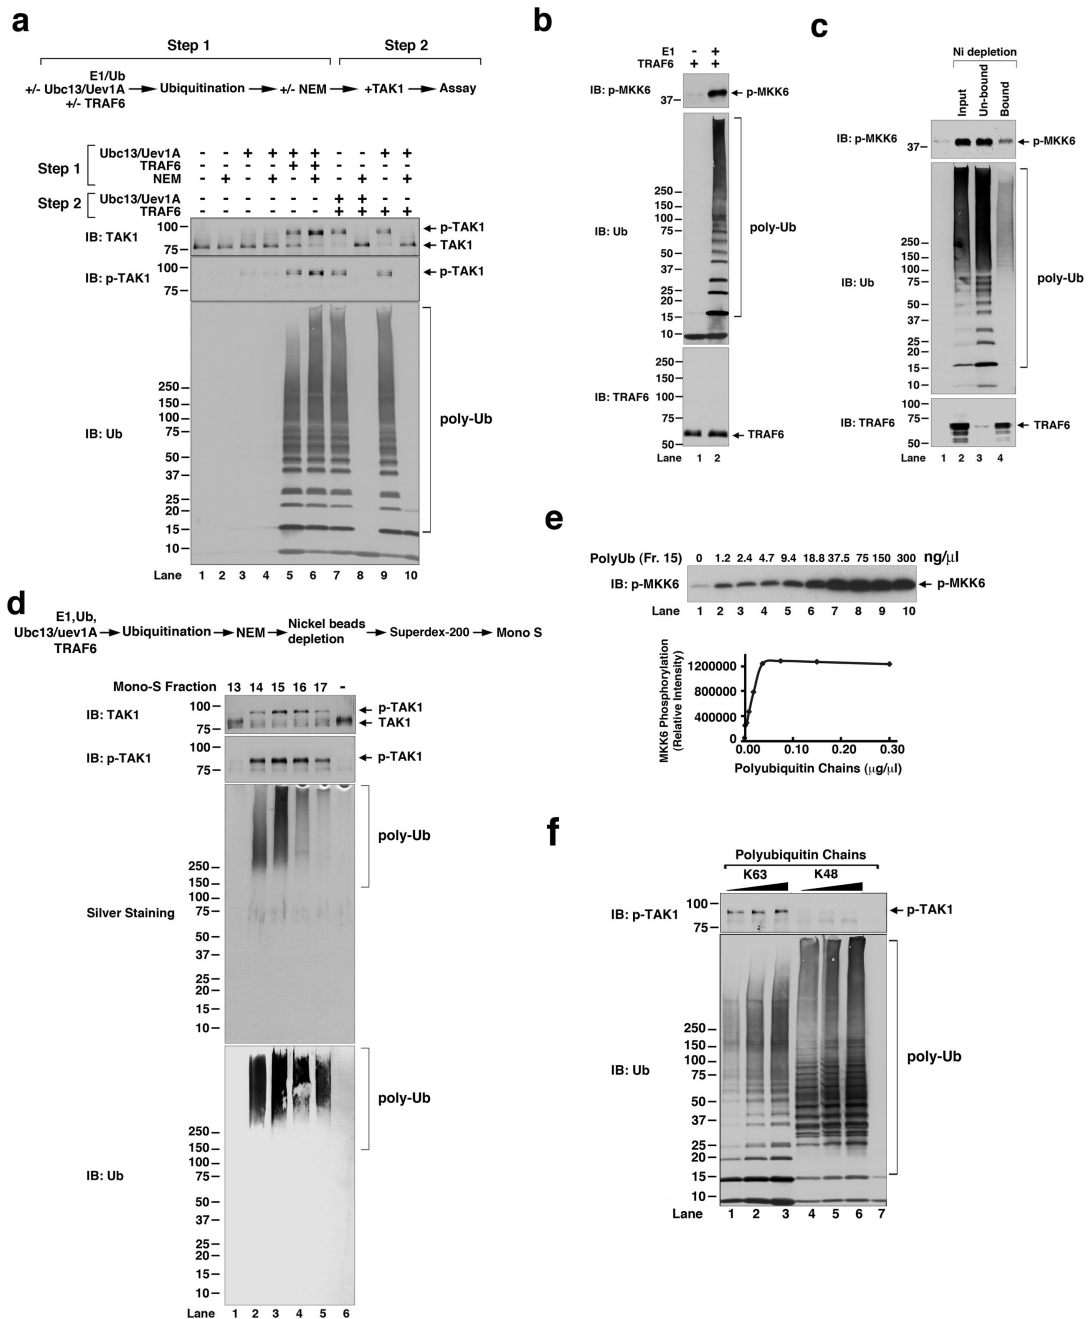 a
Step 1 Step 2
E1/Ub
+/- Ubc13/Uev1A Ubiquitination +/- NEM +TAK1 Assay
+/- TRAF6
Step 1
Ubc13/Uev1A - - + + + + - - + +
TRAF6 - - - - + + - - - -
NEM - + - + - + - + - +
Step 2
Ubc13/Uev1A - - - - - - + + - -
TRAF6 - - - - - - + + + +
IB: TAK1
100
75
p-TAK1
TAK1
IB: p-TAK1
100
75
p-TAK1
IB: Ub
250
150
100
75
50
37
25
20
15
10
poly-Ub
Lane 1 2 3 4 5 6 7 8 9 10
b
E1 - +
TRAF6 + +
IB: p-MKK6
37
p-MKK6
IB: Ub
250
150
100
75
50
37
25
20
15
10
poly-Ub
IB: TRAF6
250
150
100
75
50
TRAF6
Lane 1 2
c
Ni depletion
Input
Un-bound
Bound
IB: p-MKK6
37
p-MKK6
IB: Ub
250
150
100
75
50
37
25
20
15
10
poly-Ub
IB: TRAF6
100
75
50
TRAF6
Lane 1 2 3 4
d
E1,Ub,
Ubc13/uev1A
TRAF6
Ubiquitination NEM Nickel beads
depletion
Superdex-200 Mono S
Mono-S Fraction 13 14 15 16 17 -
IB: TAK1
100
75
p-TAK1
TAK1
IB: p-TAK1
100
75
p-TAK1
Silver Staining
250
150
100
75
50
37
25
20
15
10
poly-Ub
IB: Ub
250
150
100
75
50
37
25
20
15
10
poly-Ub
Lane 1 2 3 4 5 6
e
PolyUb (Fr. 15) 0 1.2 2.4 4.7 9.4 18.8 37.5 75 150 300 ng/μl
IB: p-MKK6
p-MKK6
Lane 1 2 3 4 5 6 7 8 9 10
MKK6 Phosphorylation
(Relative Intensity)
1200000
800000
400000
0
0.00 0.10 0.20 0.30
Polyubiquitin Chains (μg/μl)
f
Polyubiquitin Chains
K63 K48
IB: p-TAK1
100
75
p-TAK1
IB: Ub
250
150
100
75
50
37
25
20
15
10
poly-Ub
Lane 1 2 3 4 5 6 7